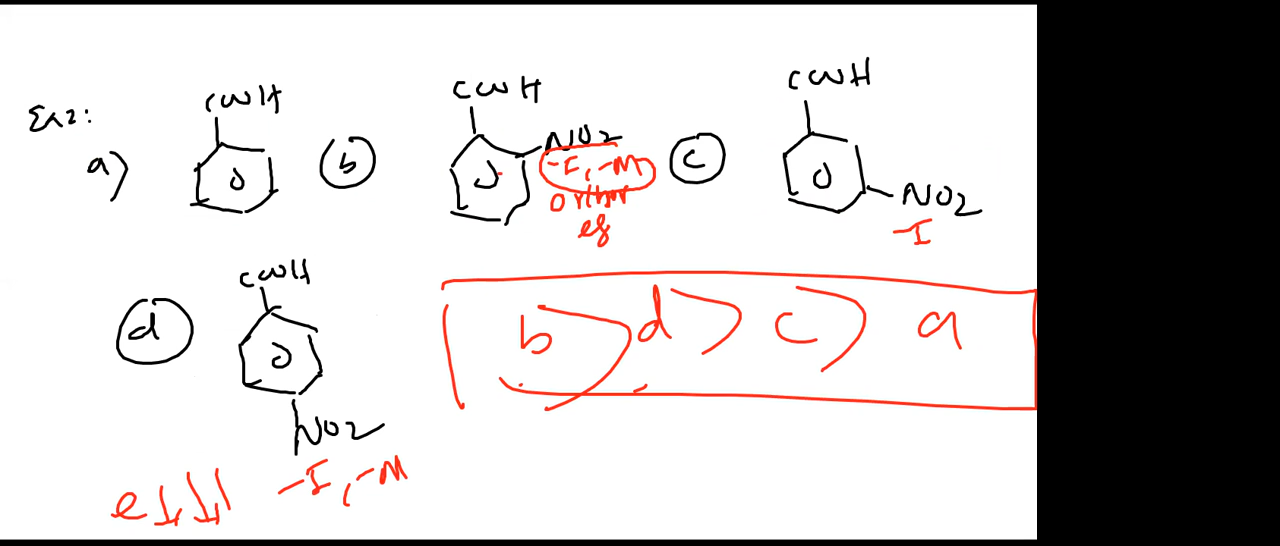 Ex2:
a) COOH
b COOH
NO2
-I, -M
ortho
ef
c COOH
NO2
-I
d COOH
NO2
-I, -M
e↓↓↓
b > d > c > a